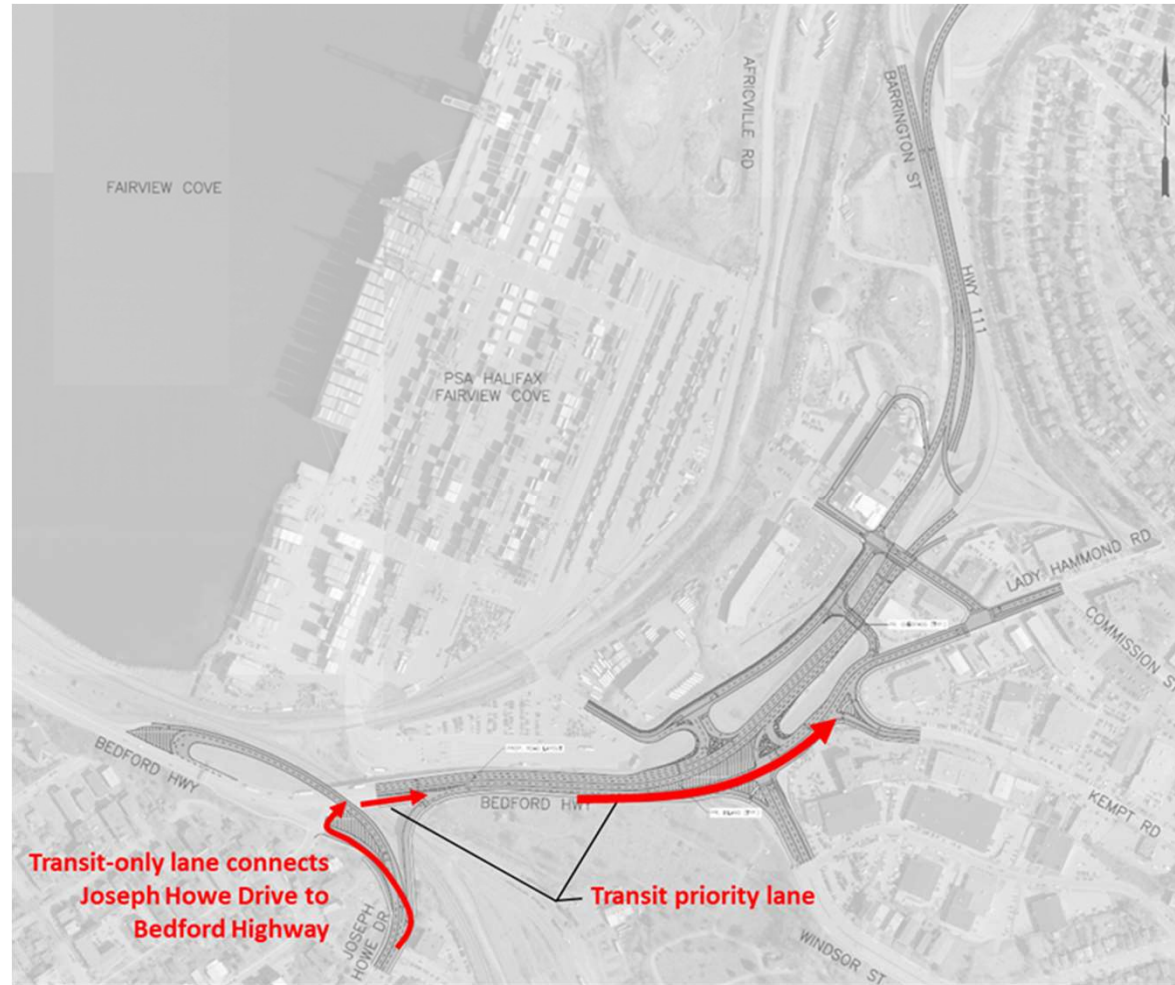 FAIRVIEW COVE
AFRICVILLE RD
BARRINGTON ST
N
HWY 111
PSA HALIFAX
FAIRVIEW COVE
LADY HAMMOND RD
COMMISSION ST
BEDFORD HWY
BEDFORD HWY
KEMPT RD
Transit-only lane connects
Joseph Howe Drive to
Bedford Highway
Transit priority lane
JOSEPH
HOWE DR
WINDSOR ST